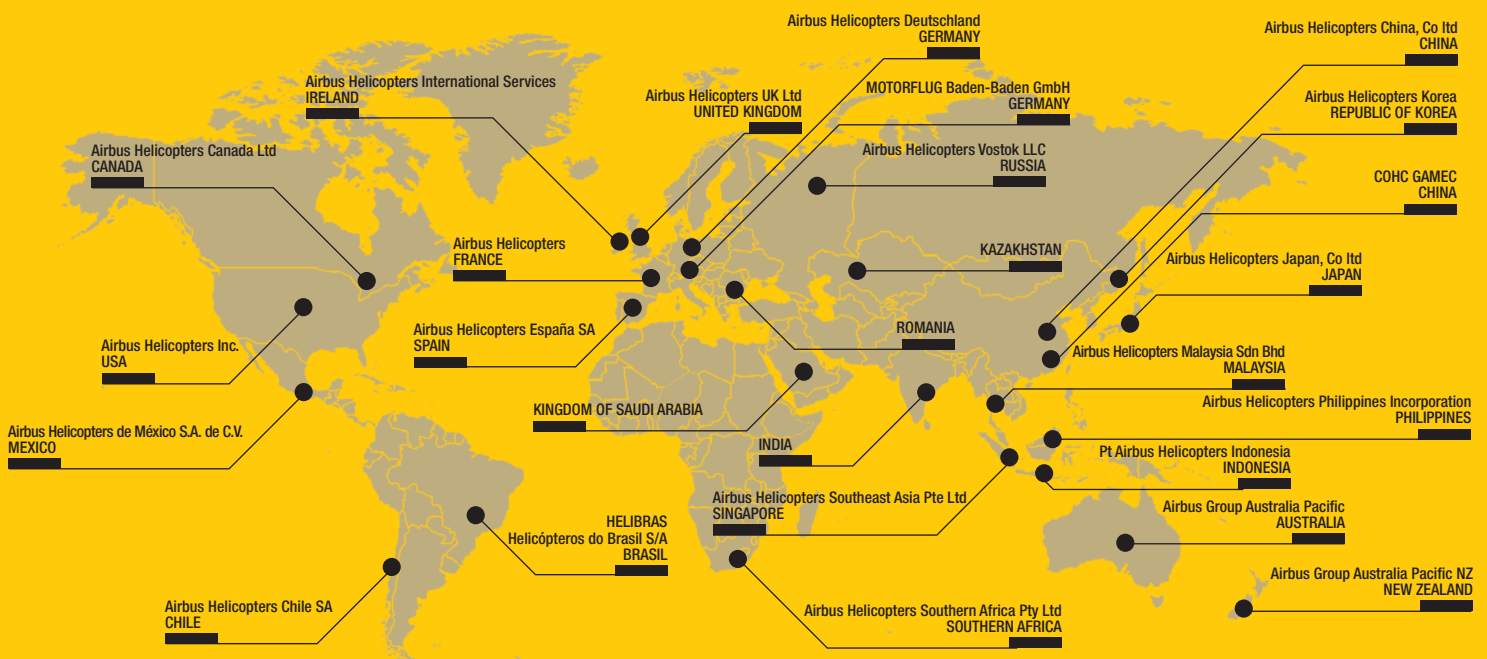 Airbus Helicopters Deutschland
GERMANY
Airbus Helicopters China, Co ltd
CHINA
Airbus Helicopters International Services
IRELAND
Airbus Helicopters UK Ltd
UNITED KINGDOM
MOTORFLUG Baden-Baden GmbH
GERMANY
Airbus Helicopters Korea
REPUBLIC OF KOREA
Airbus Helicopters Canada Ltd
CANADA
Airbus Helicopters Vostok LLC
RUSSIA
COHC GAMEC
CHINA
Airbus Helicopters
FRANCE
KAZAKHSTAN
Airbus Helicopters Japan, Co ltd
JAPAN
Airbus Helicopters España SA
SPAIN
ROMANIA
Airbus Helicopters Inc.
USA
Airbus Helicopters Malaysia Sdn Bhd
MALAYSIA
KINGDOM OF SAUDI ARABIA
Airbus Helicopters Philippines Incorporation
PHILIPPINES
Airbus Helicopters de México S.A. de C.V.
MEXICO
INDIA
Pt Airbus Helicopters Indonesia
INDONESIA
Airbus Helicopters Southeast Asia Pte Ltd
SINGAPORE
Airbus Group Australia Pacific
AUSTRALIA
HELIBRAS
Helicópteros do Brasil S/A
BRASIL
Airbus Group Australia Pacific NZ
NEW ZEALAND
Airbus Helicopters Chile SA
CHILE
Airbus Helicopters Southern Africa Pty Ltd
SOUTHERN AFRICA